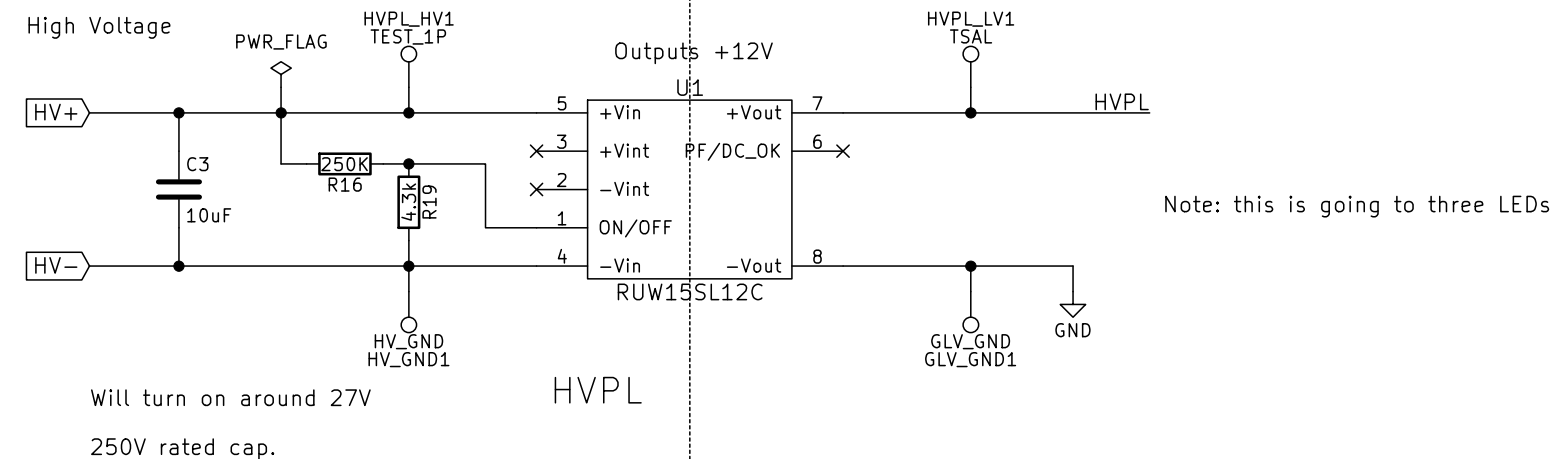 High Voltage
PWR_FLAG
HVPL_HV1
TEST_1P
Outputs +12V
U1
HVPL_LV1
TSAL
HV+
5
+Vin
+Vout
7
HVPL
3
+Vint
PF/DC_OK
6
C3
10uF
250K
R16
4.3k
R19
2
-Vint
1
ON/OFF
Note: this is going to three LEDs
HV-
4
-Vin
-Vout
8
RUW15SL12C
GND
HV_GND
HV_GND1
GLV_GND
GLV_GND1
HVPL
Will turn on around 27V
250V rated cap.